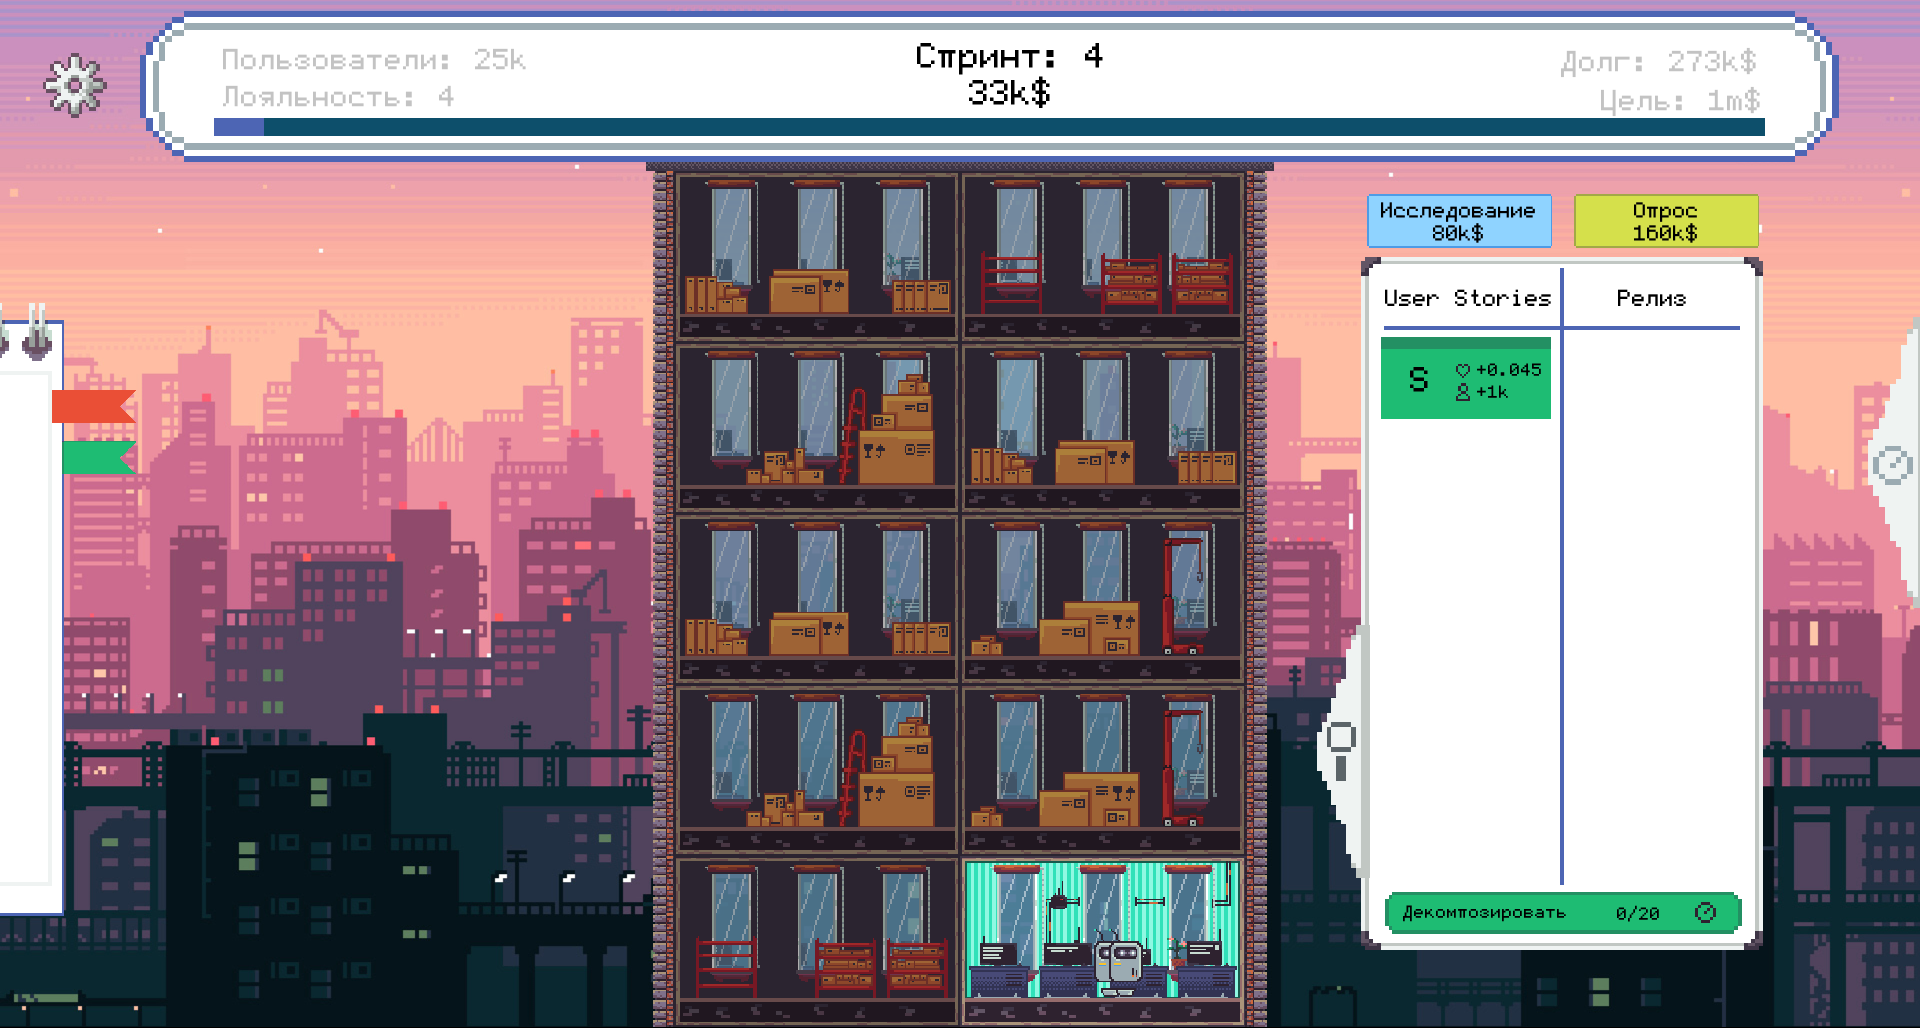 Пользователи: 25k
Лояльность: 4
Спринт: 4
33k$
Долг: 273k$
Цель: 1m$
Исследование
80k$
Опрос
160k$
User Stories
Релиз
S
+0.045
+1k
Декомпозировать 0/20